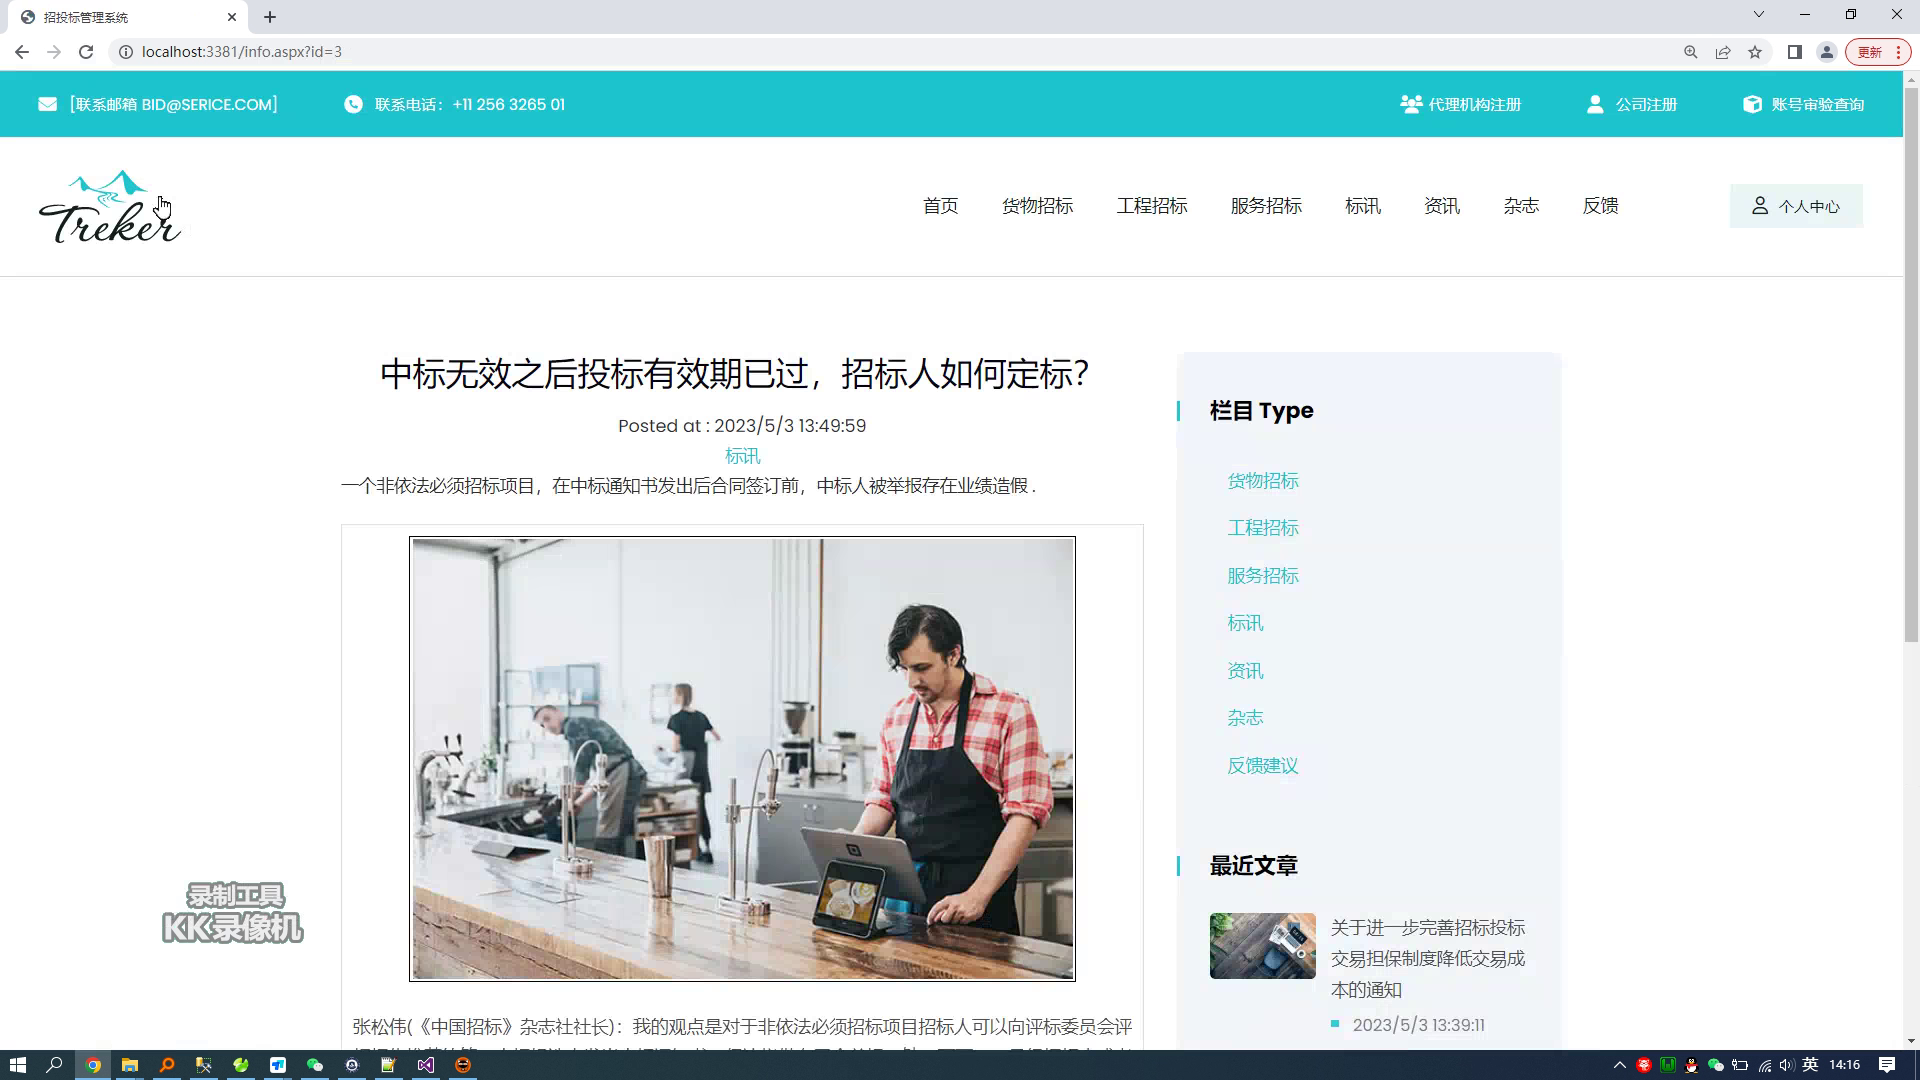 招投标管理系统
localhost:3381/info.aspx?id=3
更新
[联系邮箱 BID@SERICE.COM]
联系电话：+11 256 3265 01
代理机构注册
公司注册
账号审验查询
Treker
首页
货物招标
工程招标
服务招标
标讯
资讯
杂志
反馈
个人中心
中标无效之后投标有效期已过，招标人如何定标？
Posted at : 2023/5/3 13:49:59
标讯
一个非依法必须招标项目，在中标通知书发出后合同签订前，中标人被举报存在业绩造假 .
张松伟(《中国招标》杂志社社长)：我的观点是对于非依法必须招标项目招标人可以向评标委员会评
栏目 Type
货物招标
工程招标
服务招标
标讯
资讯
杂志
反馈建议
最近文章
关于进一步完善招标投标
交易担保制度降低交易成
本的通知
2023/5/3 13:39:11
录制工具
KK录像机
英
14:16